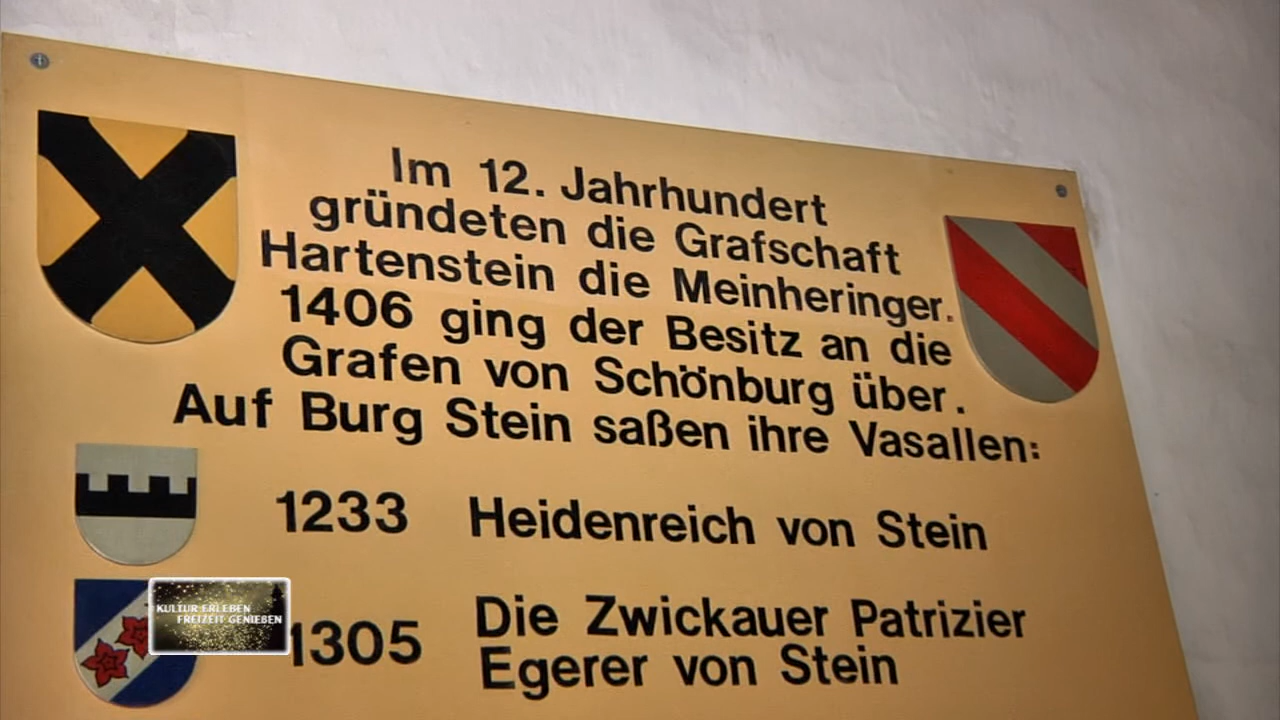 Im 12. Jahrhundert
gründeten die Grafschaft
Hartenstein die Meinheringer.
1406 ging der Besitz an die
Grafen von Schönburg über.
Auf Burg Stein saßen ihre Vasallen:
1233 Heidenreich von Stein
1305 Die Zwickauer Patrizier
Egerer von Stein
KULTUR ERLEBEN
FREIZEIT GENIEßEN